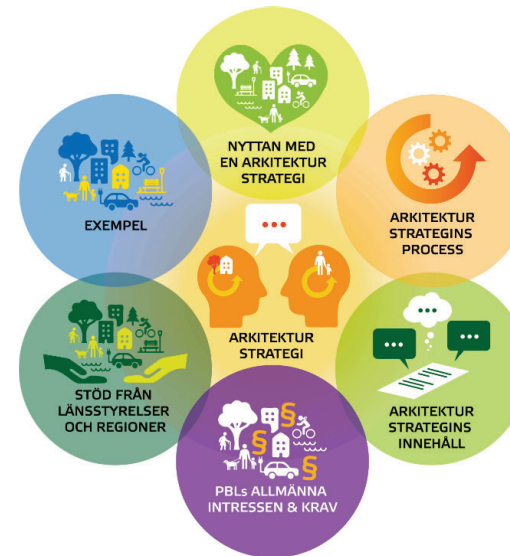 NYTTAN MED
EN ARKITEKTUR
STRATEGI
EXEMPEL
ARKITEKTUR
STRATEGINS
PROCESS
ARKITEKTUR
STRATEGI
STÖD FRÅN
LÄNSSTYRELSER
OCH REGIONER
ARKITEKTUR
STRATEGINS
INNEHÅLL
§
§
PBLs ALLMÄNNA
INTRESSEN & KRAV